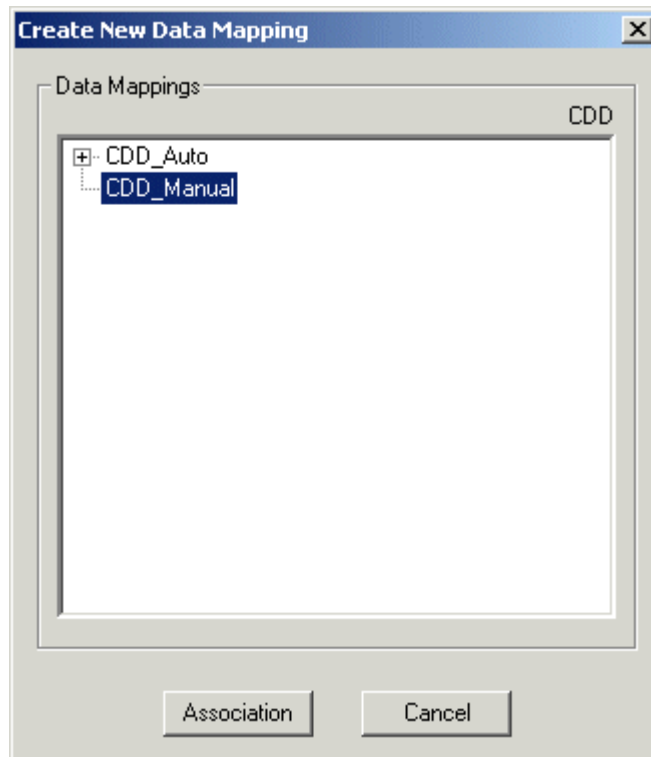 Create New Data Mapping
Data Mappings
CDD
CDD_Auto
CDD_Manual
Association
Cancel